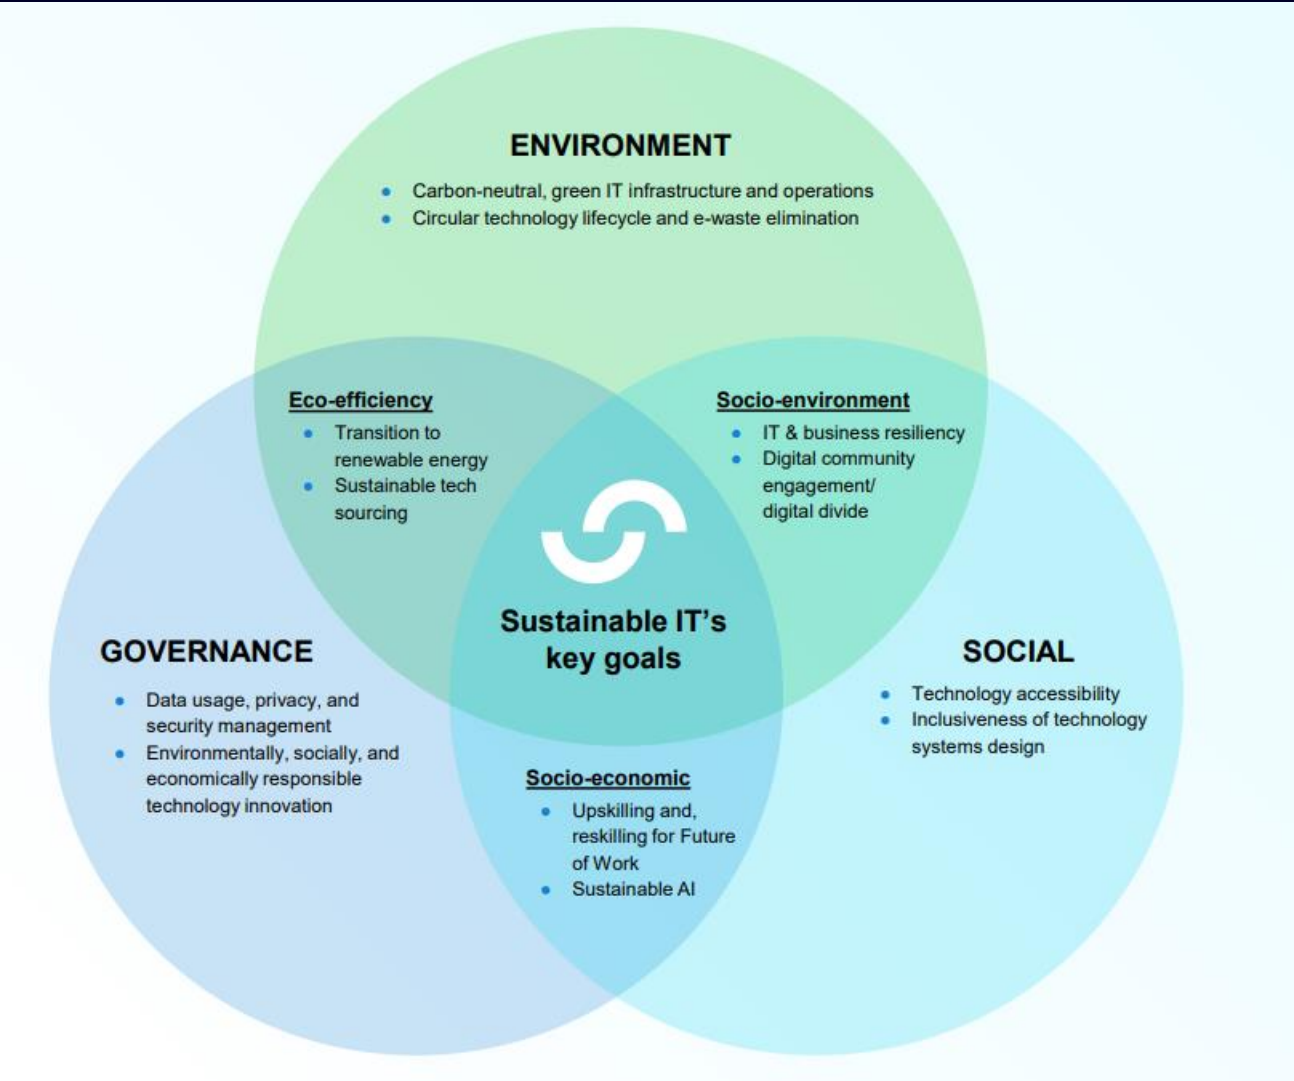 ENVIRONMENT
● Carbon-neutral, green IT infrastructure and operations
● Circular technology lifecycle and e-waste elimination
Eco-efficiency
● Transition to
renewable energy
● Sustainable tech
sourcing
Socio-environment
● IT & business resiliency
● Digital community
engagement/
digital divide
Sustainable IT’s
key goals
GOVERNANCE
● Data usage, privacy, and
security management
● Environmentally, socially, and
economically responsible
technology innovation
SOCIAL
● Technology accessibility
● Inclusiveness of technology
systems design
Socio-economic
● Upskilling and,
reskilling for Future
of Work
● Sustainable AI